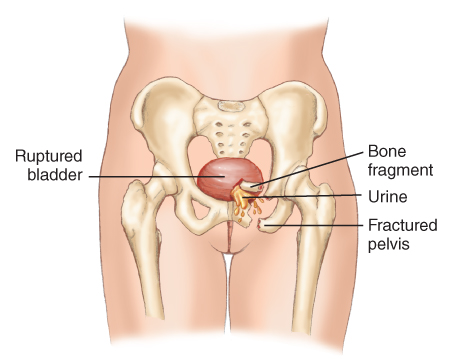 Ruptured
bladder
Bone
fragment
Urine
Fractured
pelvis